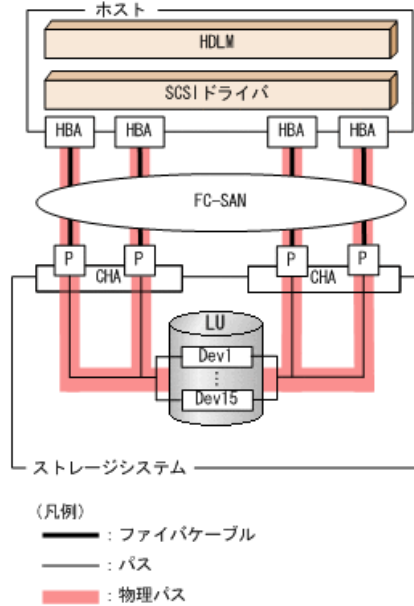 ホスト
HDLM
SCSIドライバ
HBA HBA HBA HBA
FC-SAN
P P P P
CHA CHA
LU
Dev1
⋮
Dev15
ストレージシステム
(凡例)
: ファイバケーブル
: パス
: 物理パス